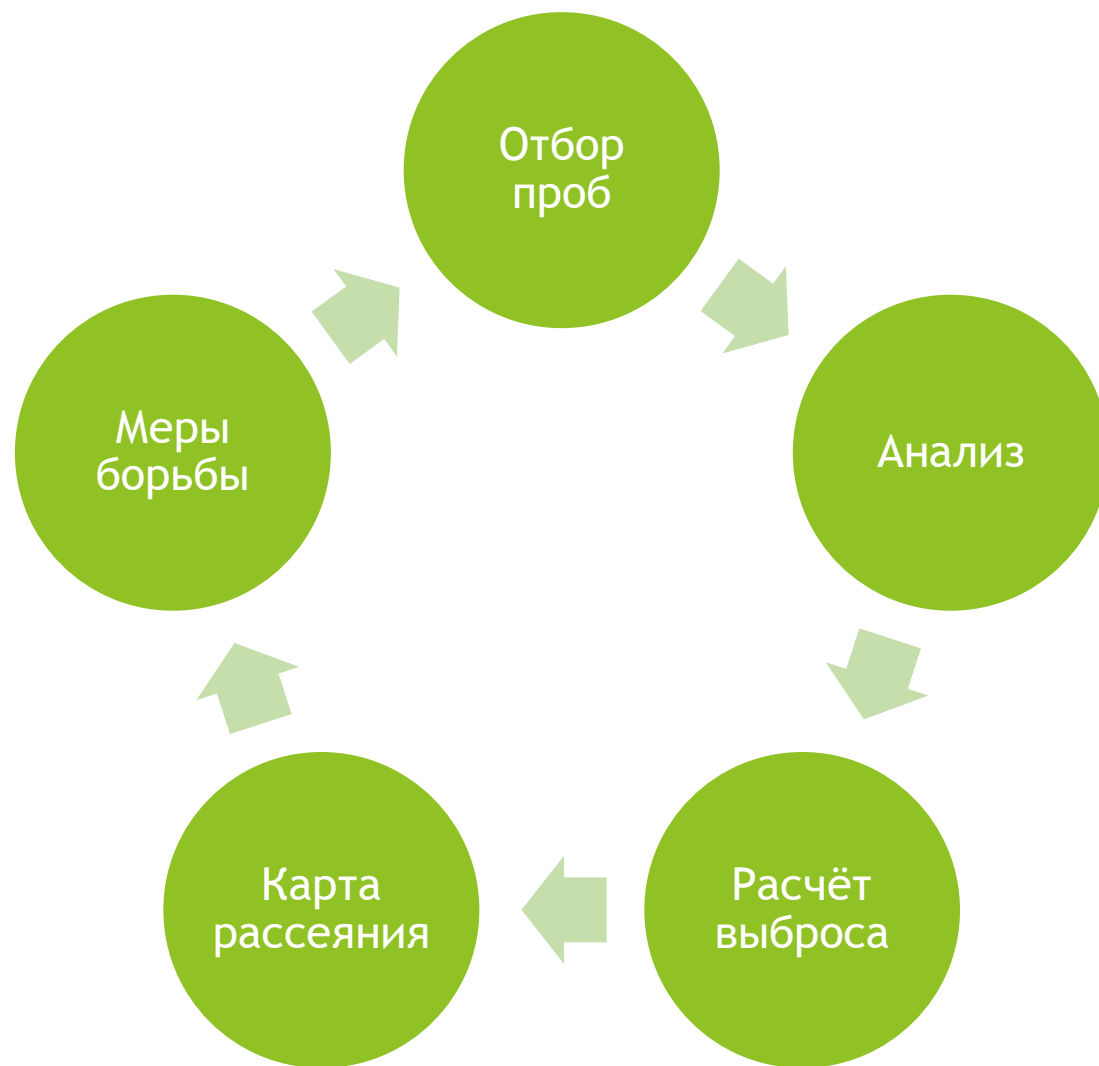 Отбор
проб
Анализ
Расчёт
выброса
Карта
рассеяния
Меры
борьбы